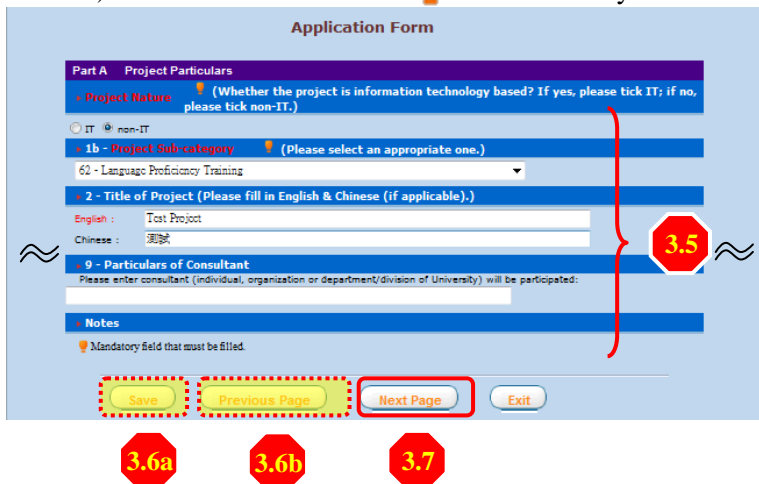 Application Form
Part A Project Particulars
Project Nature (Whether the project is information technology based? If yes, please tick IT; if no,
please tick non-IT.)
IT non-IT
1b - Project Sub-category (Please select an appropriate one.)
62 - Language Proficiency Training
2 - Title of Project (Please fill in English & Chinese (if applicable).)
English : Test Project
Chinese : 測試
3.5
9 - Particulars of Consultant
Please enter consultant (individual, organization or department/division of University) will be participated:
Notes
Mandatory field that must be filled.
Save Previous Page Next Page Exit
3.6a 3.6b 3.7